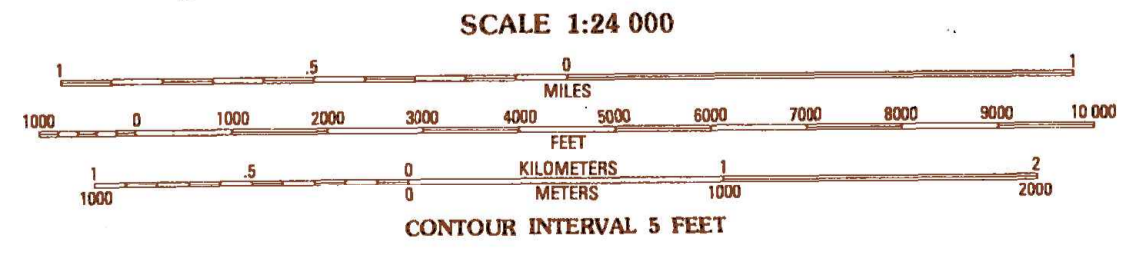 SCALE 1:24 000
1 .5 0 1
MILES
1000 0 1000 2000 3000 4000 5000 6000 7000 8000 9000 10 000
FEET
1 .5 0 KILOMETERS 1 2
1000 0 METERS 1000 2000
CONTOUR INTERVAL 5 FEET